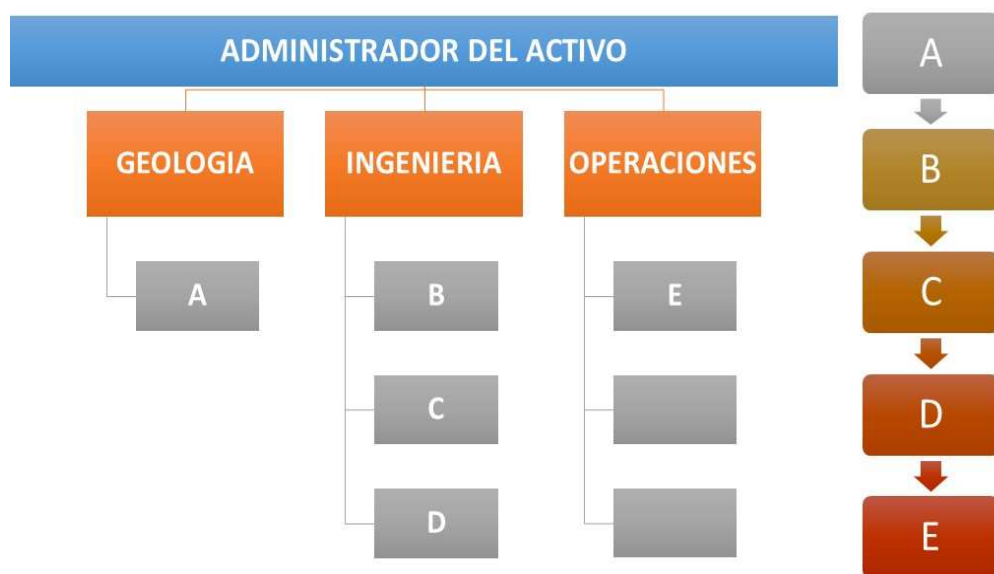 ADMINISTRADOR DEL ACTIVO
GEOLOGIA
INGENIERIA
OPERACIONES
A
B
E
C
D
A
B
C
D
E